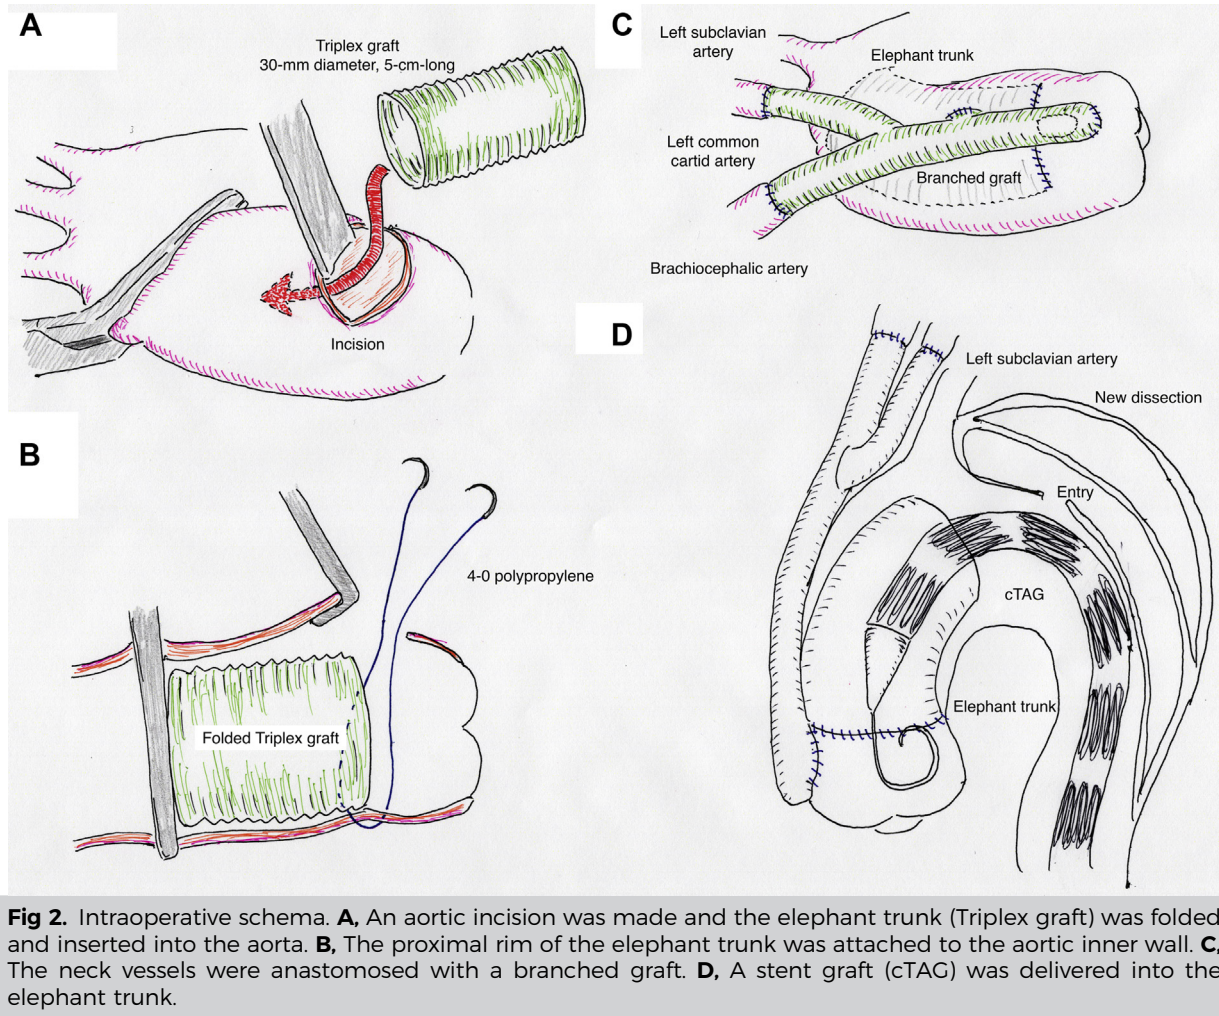 A
Triplex graft
30-mm diameter, 5-cm-long
Incision
B
4-0 polypropylene
Folded Triplex graft
C
Left subclavian
artery
Elephant trunk
Left common
cartid artery
Branched graft
Brachiocephalic artery
D
Left subclavian artery
New dissection
Entry
cTAG
Elephant trunk
Fig 2. Intraoperative schema. A, An aortic incision was made and the elephant trunk (Triplex graft) was folded
and inserted into the aorta. B, The proximal rim of the elephant trunk was attached to the aortic inner wall. C,
The neck vessels were anastomosed with a branched graft. D, A stent graft (cTAG) was delivered into the
elephant trunk.